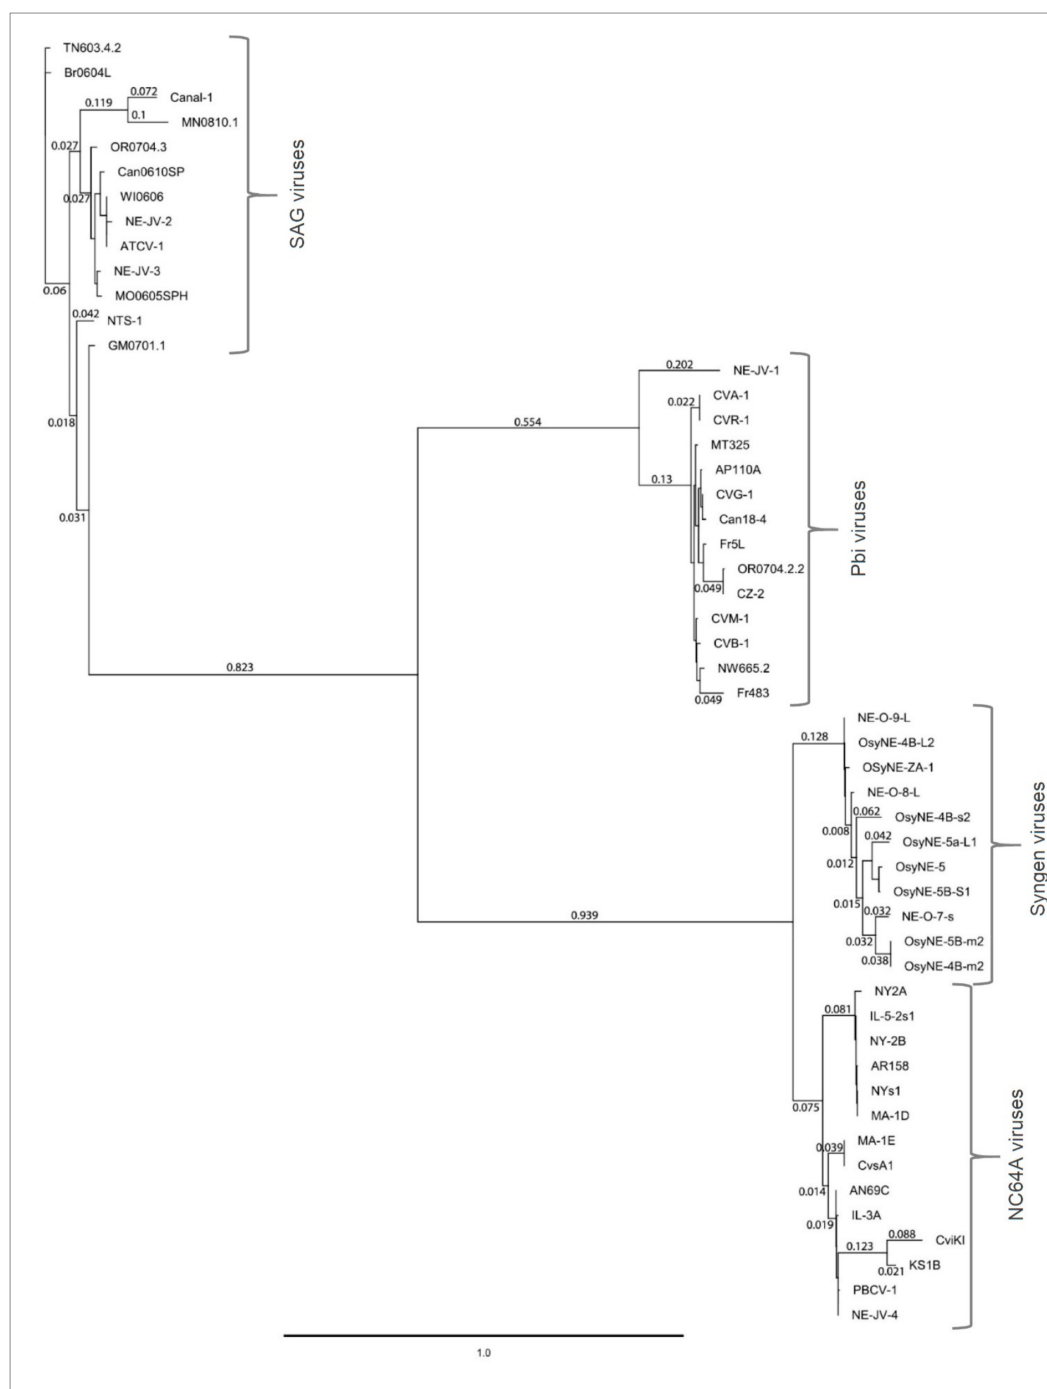 TN603.4.2
Br0604L
0.072
Canal-1
0.119
0.1
MN0810.1
0.027
OR0704.3
Can0610SP
0.027
WI0606
NE-JV-2
ATCV-1
NE-JV-3
0.06
MO0605SPH
0.042
NTS-1
GM0701.1
SAG viruses
0.018
0.031
0.202
NE-JV-1
0.022
CVA-1
CVR-1
0.554
MT325
AP110A
0.13
CVG-1
Can18-4
Fr5L
OR0704.2.2
0.049
CZ-2
CVM-1
CVB-1
NW665.2
0.049
Fr483
Pbi viruses
0.823
NE-O-9-L
0.128
OsyNE-4B-L2
OSyNE-ZA-1
NE-O-8-L
0.062
OsyNE-4B-s2
0.008
0.042
OsyNE-5a-L1
0.012
OsyNE-5
OsyNE-5B-S1
0.015
0.032
NE-O-7-s
0.032
OsyNE-5B-m2
0.038
OsyNE-4B-m2
Syngen viruses
0.939
NY2A
0.081
IL-5-2s1
NY-2B
AR158
NYs1
0.075
MA-1D
MA-1E
0.039
CvsA1
0.014
AN69C
0.019
IL-3A
0.088
CviKI
0.123
KS1B
0.021
PBCV-1
NE-JV-4
NC64A viruses
1.0